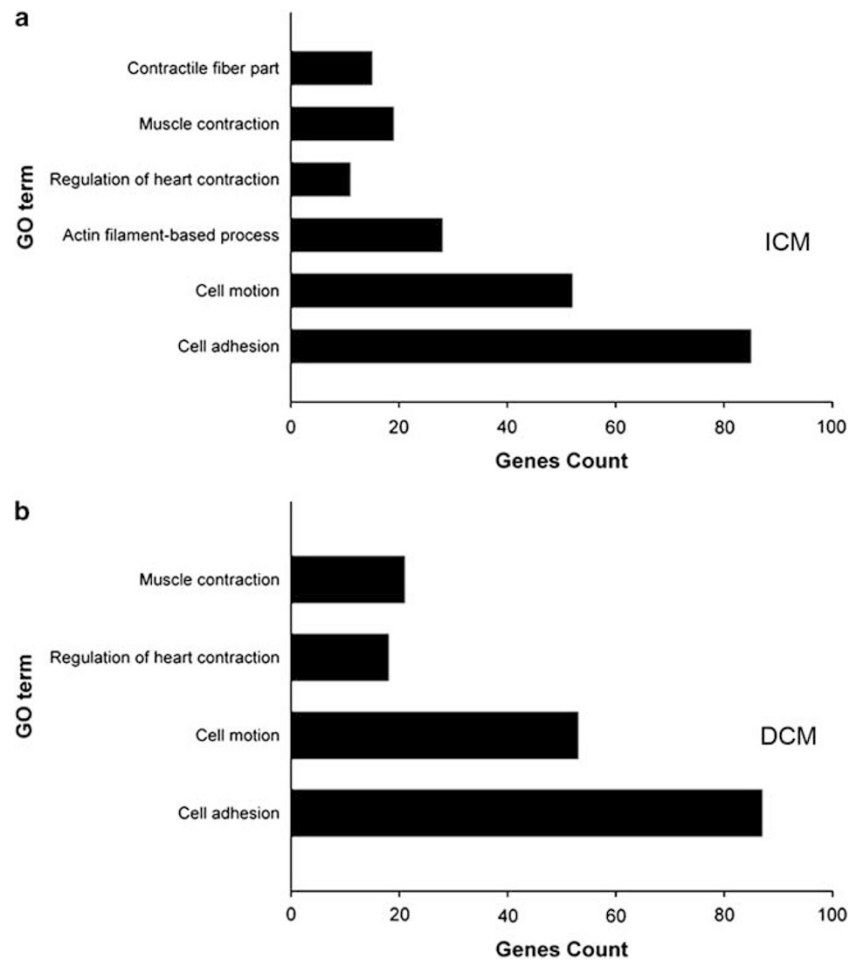 a
Contractile fiber part
Muscle contraction
Regulation of heart contraction
Actin filament-based process
Cell motion
Cell adhesion
GO term
ICM
0 20 40 60 80 100
Genes Count
b
Muscle contraction
Regulation of heart contraction
Cell motion
Cell adhesion
GO term
DCM
0 20 40 60 80 100
Genes Count